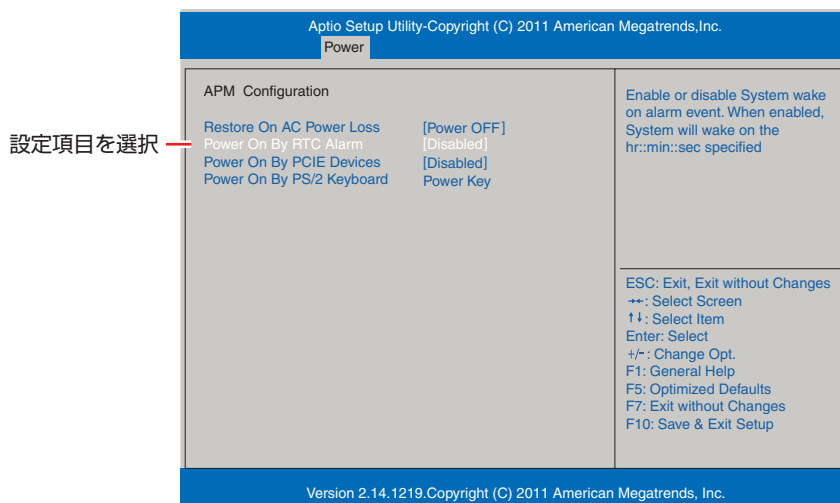 Aptio Setup Utility-Copyright (C) 2011 American Megatrends,Inc.
Power
APM Configuration
Restore On AC Power Loss [Power OFF]
設定項目を選択
Power On By RTC Alarm [Disabled]
Power On By PCIE Devices [Disabled]
Power On By PS/2 Keyboard Power Key
Enable or disable System wake
on alarm event. When enabled,
System will wake on the
hr::min::sec specified
ESC: Exit, Exit without Changes
→←: Select Screen
↑↓: Select Item
Enter: Select
+/-: Change Opt.
F1: General Help
F5: Optimized Defaults
F7: Exit without Changes
F10: Save & Exit Setup
Version 2.14.1219.Copyright (C) 2011 American Megatrends, Inc.